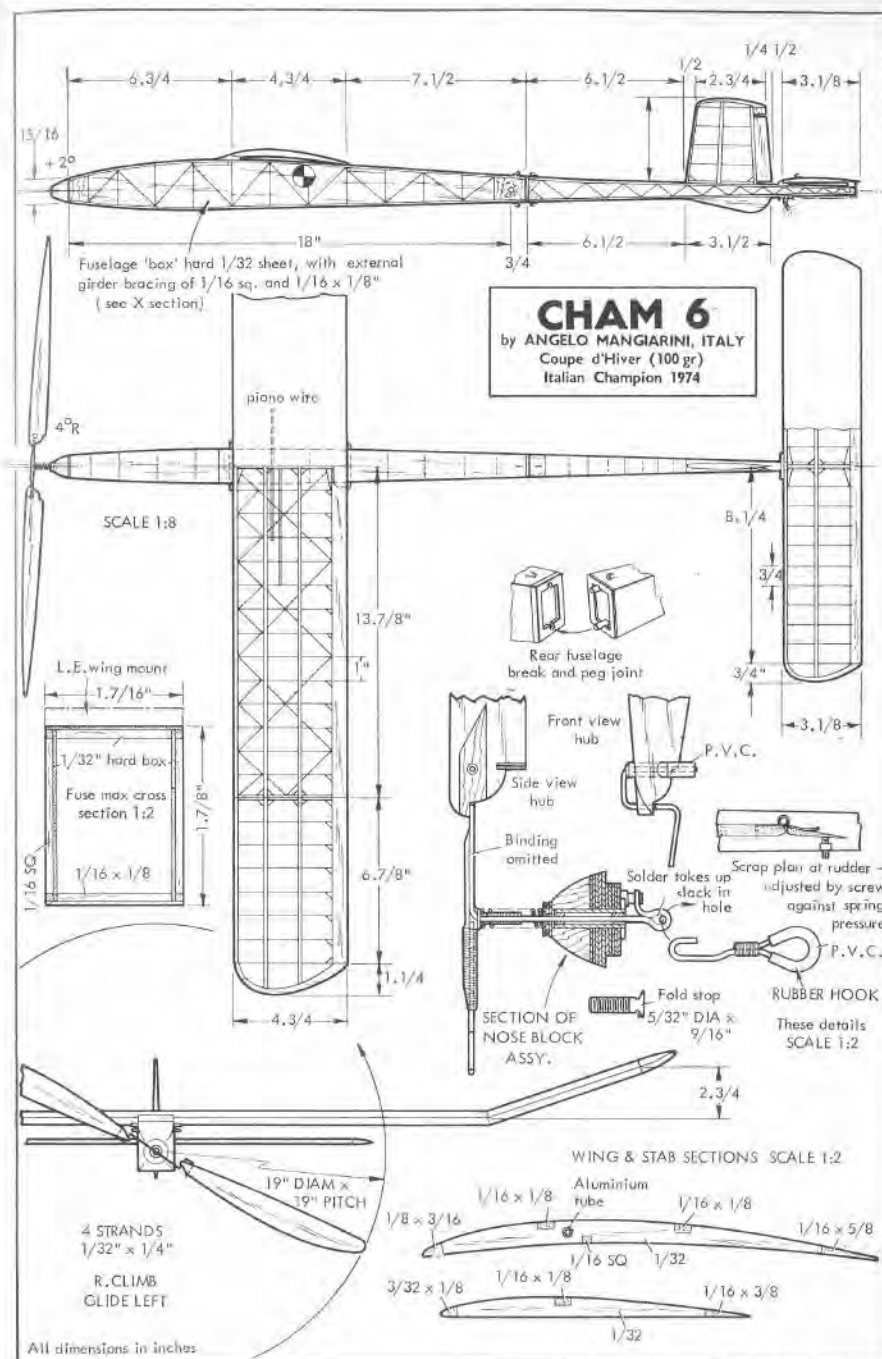 6.3/4
4.3/4
7.1/2
6.1/2
1/2
1/4 1/2
2.3/4
3.1/8
15/16
+2°
18"
3/4
6.1/2
3.1/2
Fuselage 'box' hard 1/32 sheet, with external
girder bracing of 1/16 sq. and 1/16 x 1/8"
( see X section)
CHAM 6
by ANGELO MANGIARINI, ITALY
Coupe d'Hiver (100 gr)
Italian Champion 1974
piano wire
4°R
SCALE 1:8
8.1/4
3/4
3/4"
3.1/8
13.7/8"
1"
Rear fuselage
break and peg joint
L.E. wing mount
1.7/16"
1/32" hard box
Fuse max cross
section 1:2
1.7/8"
1/16 SQ
1/16 x 1/8
6.7/8"
1.1/4
4.3/4
Front view
hub
P.V.C.
Side view
hub
Binding
omitted
Solder takes up
slack in
hole
Scrap plan at rudder -
adjusted by screw
against spring
pressure
P.V.C.
RUBBER HOOK
Fold stop
5/32" DIA x
9/16"
These details
SCALE 1:2
SECTION OF
NOSE BLOCK
ASSY.
2.3/4
19" DIAM x
19" PITCH
4 STRANDS
1/32" x 1/4"
R.CLIMB
GLIDE LEFT
WING & STAB SECTIONS SCALE 1:2
1/8 x 3/16
1/16 x 1/8
Aluminium
tube
1/16 x 1/8
1/16 x 5/8
1/16 SQ
1/32
3/32 x 1/8
1/16 x 1/8
1/16 x 3/8
1/32
All dimensions in inches